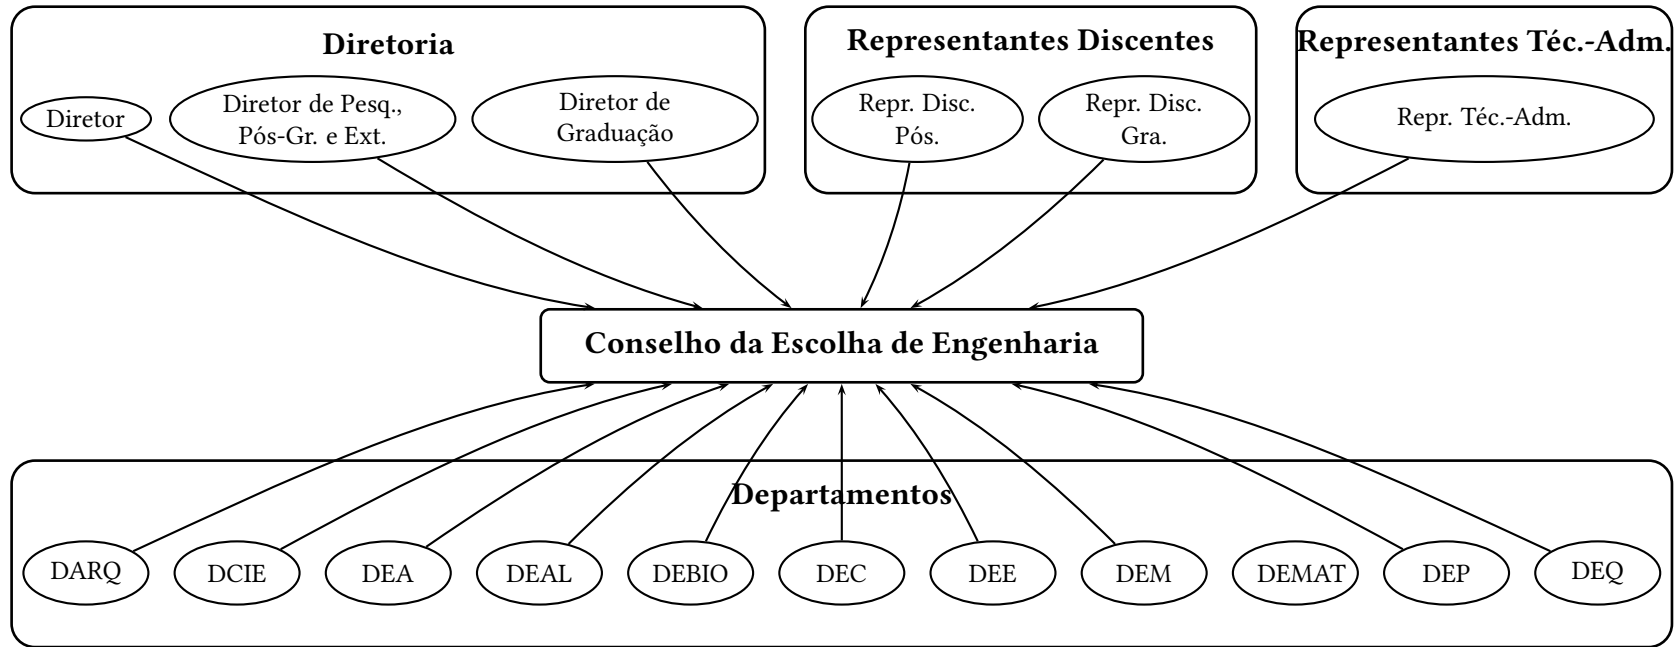 Diretoria
Representantes Discentes
Representantes Téc.-Adm.
Diretor
Diretor de Pesq.,
Pós-Gr. e Ext.
Diretor de
Graduação
Repr. Disc.
Pós.
Repr. Disc.
Gra.
Repr. Téc.-Adm.
Conselho da Escolha de Engenharia
Departamentos
DARQ
DCIE
DEA
DEAL
DEBIO
DEC
DEE
DEM
DEMAT
DEP
DEQ